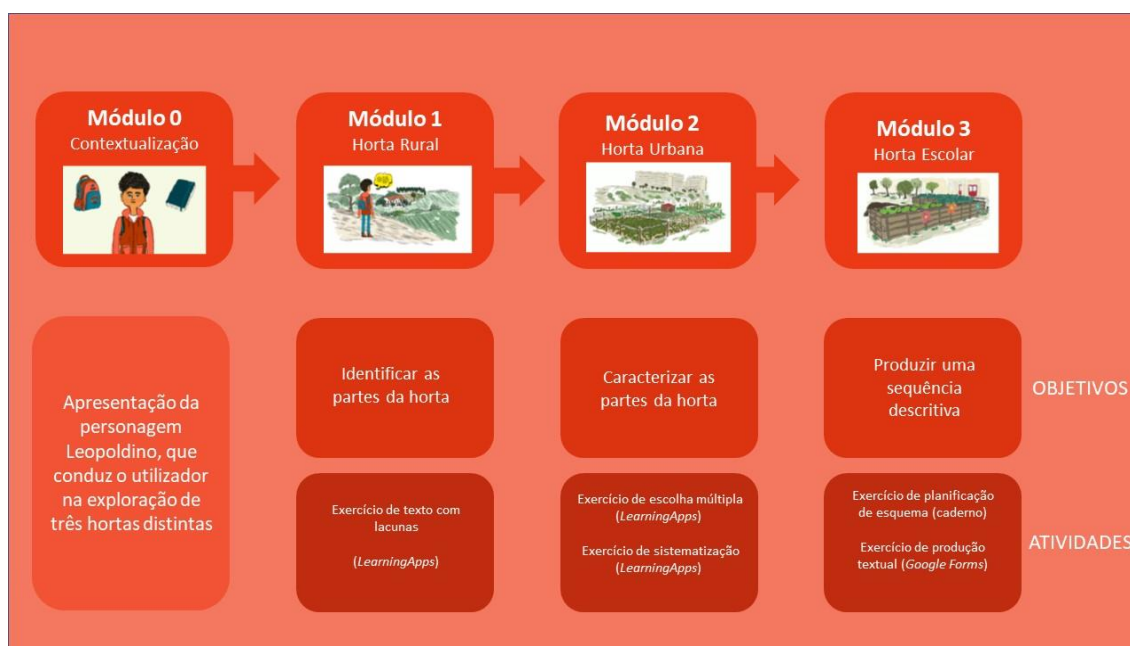 Módulo 0
Contextualização
Módulo 1
Horta Rural
Módulo 2
Horta Urbana
Módulo 3
Horta Escolar
Apresentação da
personagem
Leopoldino, que
conduz o utilizador
na exploração de
três hortas distintas
Identificar as
partes da horta
Caracterizar as
partes da horta
Produzir uma
sequência
descritiva
OBJETIVOS
Exercício de texto com
lacunas
(LearningApps)
Exercício de escolha múltipla
(LearningApps)
Exercício de sistematização
(LearningApps)
Exercício de planificação
de esquema (caderno)
Exercício de produção
textual (Google Forms)
ATIVIDADES